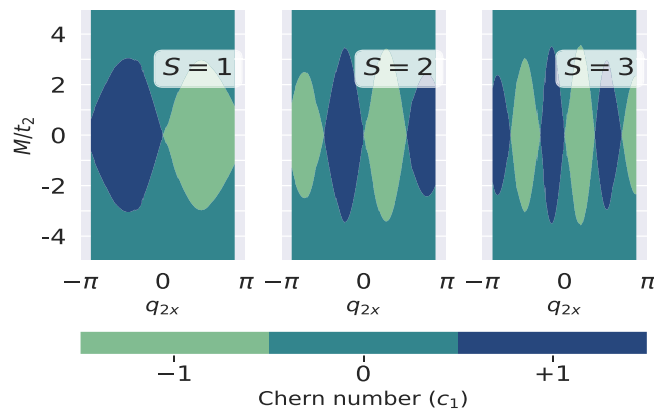 S = 1
S = 2
S = 3
M/t₂
4
2
0
−2
−4
−π 0 π
−π 0 π
−π 0 π
q₂ₓ
q₂ₓ
q₂ₓ
−1 0 +1
Chern number (c₁)